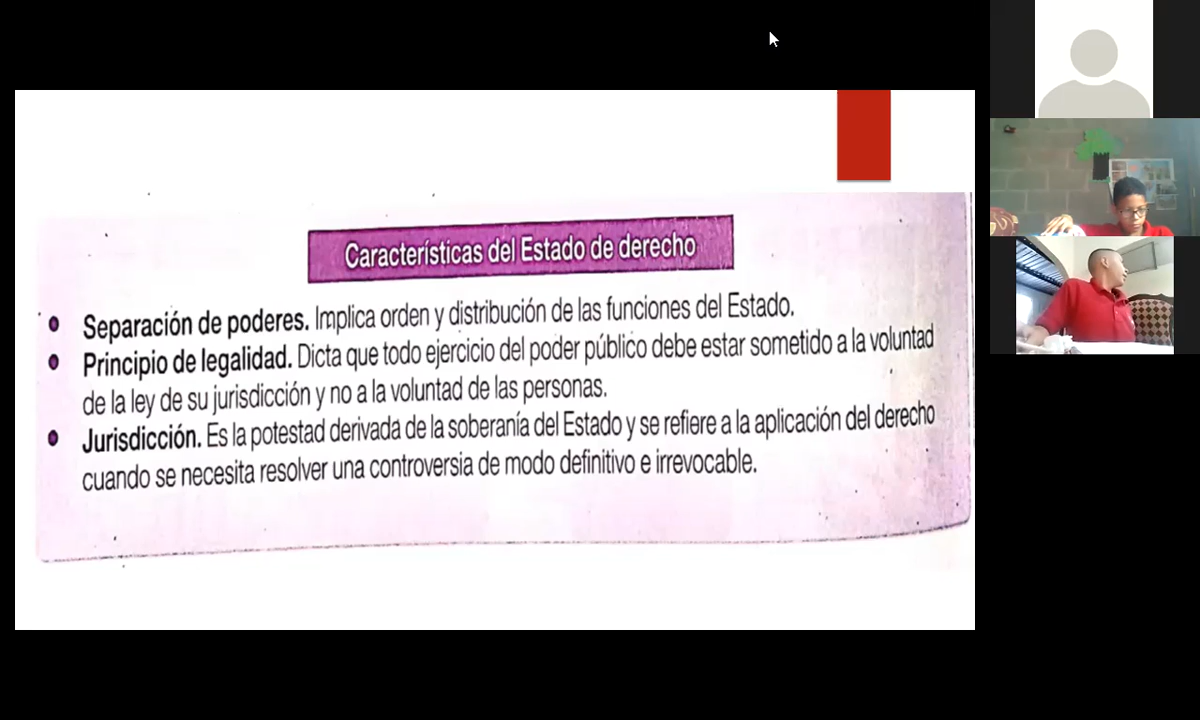 Características del Estado de derecho
Separación de poderes. Implica orden y distribución de las funciones del Estado.
Principio de legalidad. Dicta que todo ejercicio del poder público debe estar sometido a la voluntad
de la ley de su jurisdicción y no a la voluntad de las personas.
Jurisdicción. Es la potestad derivada de la soberanía del Estado y se refiere a la aplicación del derecho
cuando se necesita resolver una controversia de modo definitivo e irrevocable.